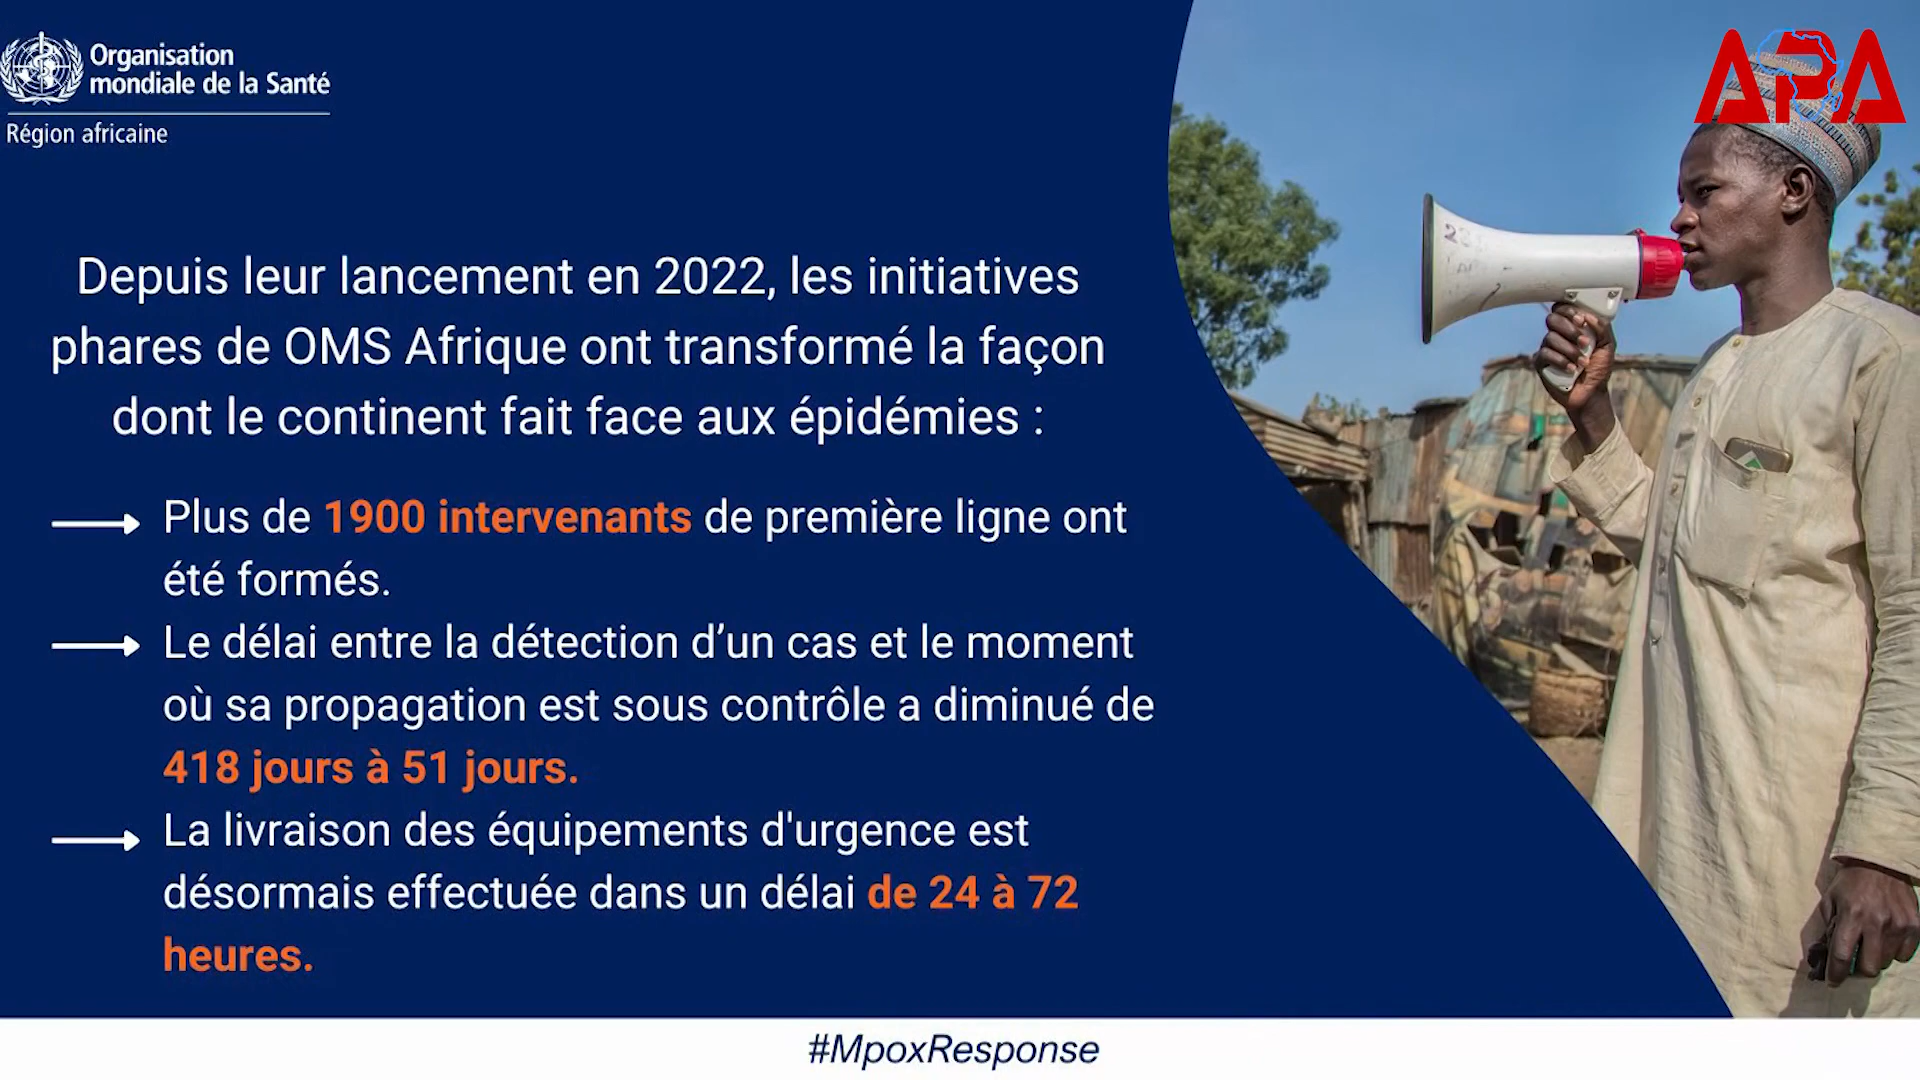 Organisation
mondiale de la Santé
Région africaine
APA
Depuis leur lancement en 2022, les initiatives
phares de OMS Afrique ont transformé la façon
dont le continent fait face aux épidémies :
Plus de 1900 intervenants de première ligne ont
été formés.
Le délai entre la détection d’un cas et le moment
où sa propagation est sous contrôle a diminué de
418 jours à 51 jours.
La livraison des équipements d'urgence est
désormais effectuée dans un délai de 24 à 72
heures.
#MpoxResponse